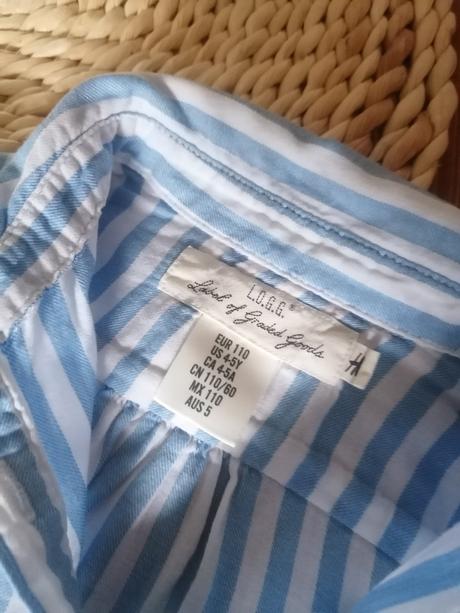 L.O.G.G.®
Label of Graded Goods
H
EUR 110
US 4-5Y
CA 4-5A
CN 110/60
MX 110
AUS 5